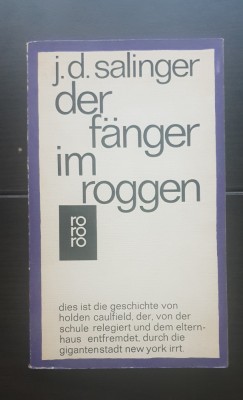 j.d. salinger
der
fänger
im
roggen
ro
ro
ro
dies ist die geschichte von
holden caulfield, der, von der
schule relegiert und dem eltern-
haus entfremdet, durch die
gigantenstadt new york irrt.